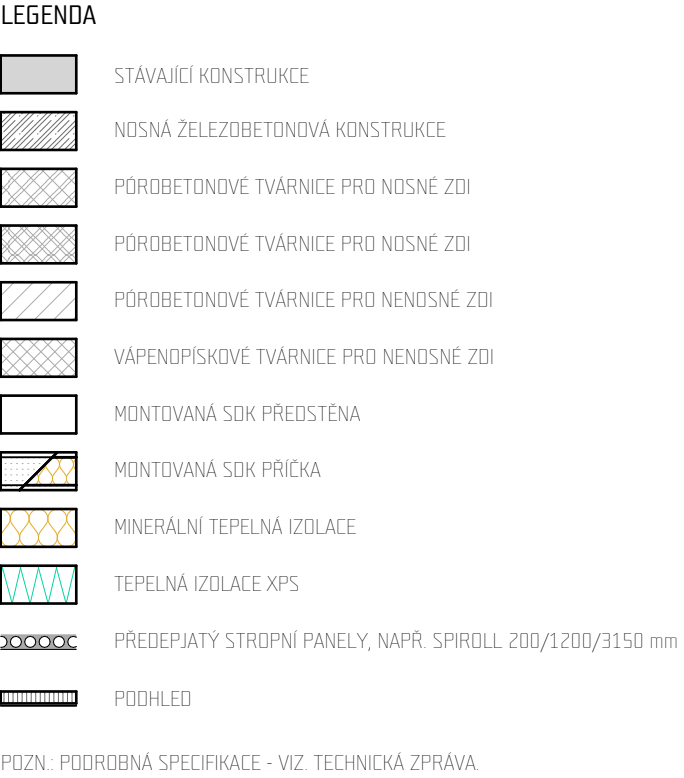 LEGENDA
STÁVAJÍCÍ KONSTRUKCE
NOSNÁ ŽELEZOBETONOVÁ KONSTRUKCE
PÓROBETONOVÉ TVÁRNICE PRO NOSNÉ ZDI
PÓROBETONOVÉ TVÁRNICE PRO NOSNÉ ZDI
PÓROBETONOVÉ TVÁRNICE PRO NENOSNÉ ZDI
VÁPENOPÍSKOVÉ TVÁRNICE PRO NENOSNÉ ZDI
MONTOVANÁ SDK PŘEDSTĚNA
MONTOVANÁ SDK PŘÍČKA
MINERÁLNÍ TEPELNÁ IZOLACE
TEPELNÁ IZOLACE XPS
PŘEDEPJATÝ STROPNÍ PANELY, NAPŘ. SPIROLL 200/1200/3150 mm
PODHLED
POZN.: PODROBNÁ SPECIFIKACE - VIZ. TECHNICKÁ ZPRÁVA.